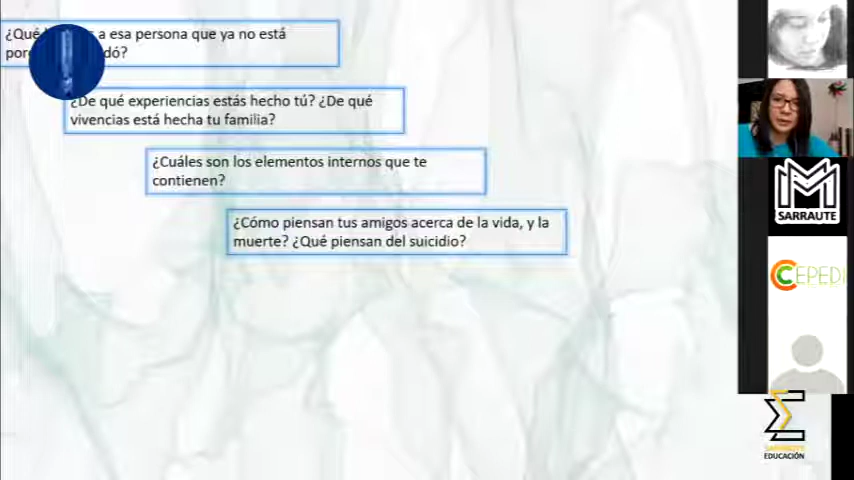 ¿Qué a esa persona que ya no está
por dó?
¿De qué experiencias estás hecho tú? ¿De qué
vivencias está hecha tu familia?
¿Cuáles son los elementos internos que te
contienen?
¿Cómo piensan tus amigos acerca de la vida, y la
muerte? ¿Qué piensan del suicidio?
SARRAUTE
CEPEDI
SARRAUTE
EDUCACIÓN